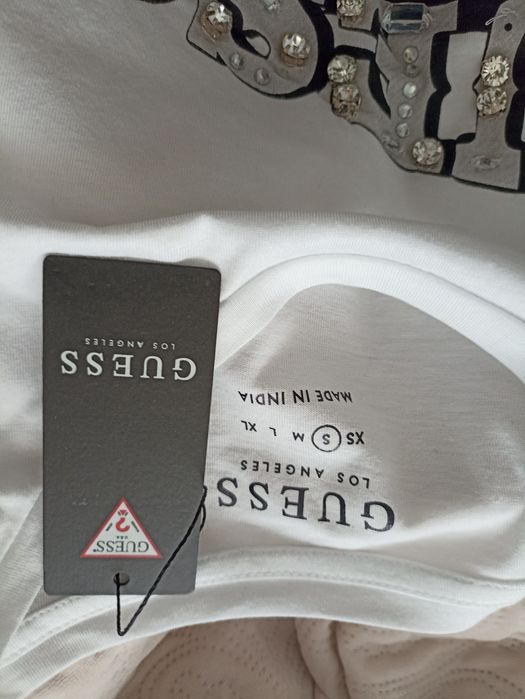 GUESS
LOS ANGELES
XS S M L XL
MADE IN INDIA
GUESS
LOS ANGELES
?
GUESS
U.S.A.